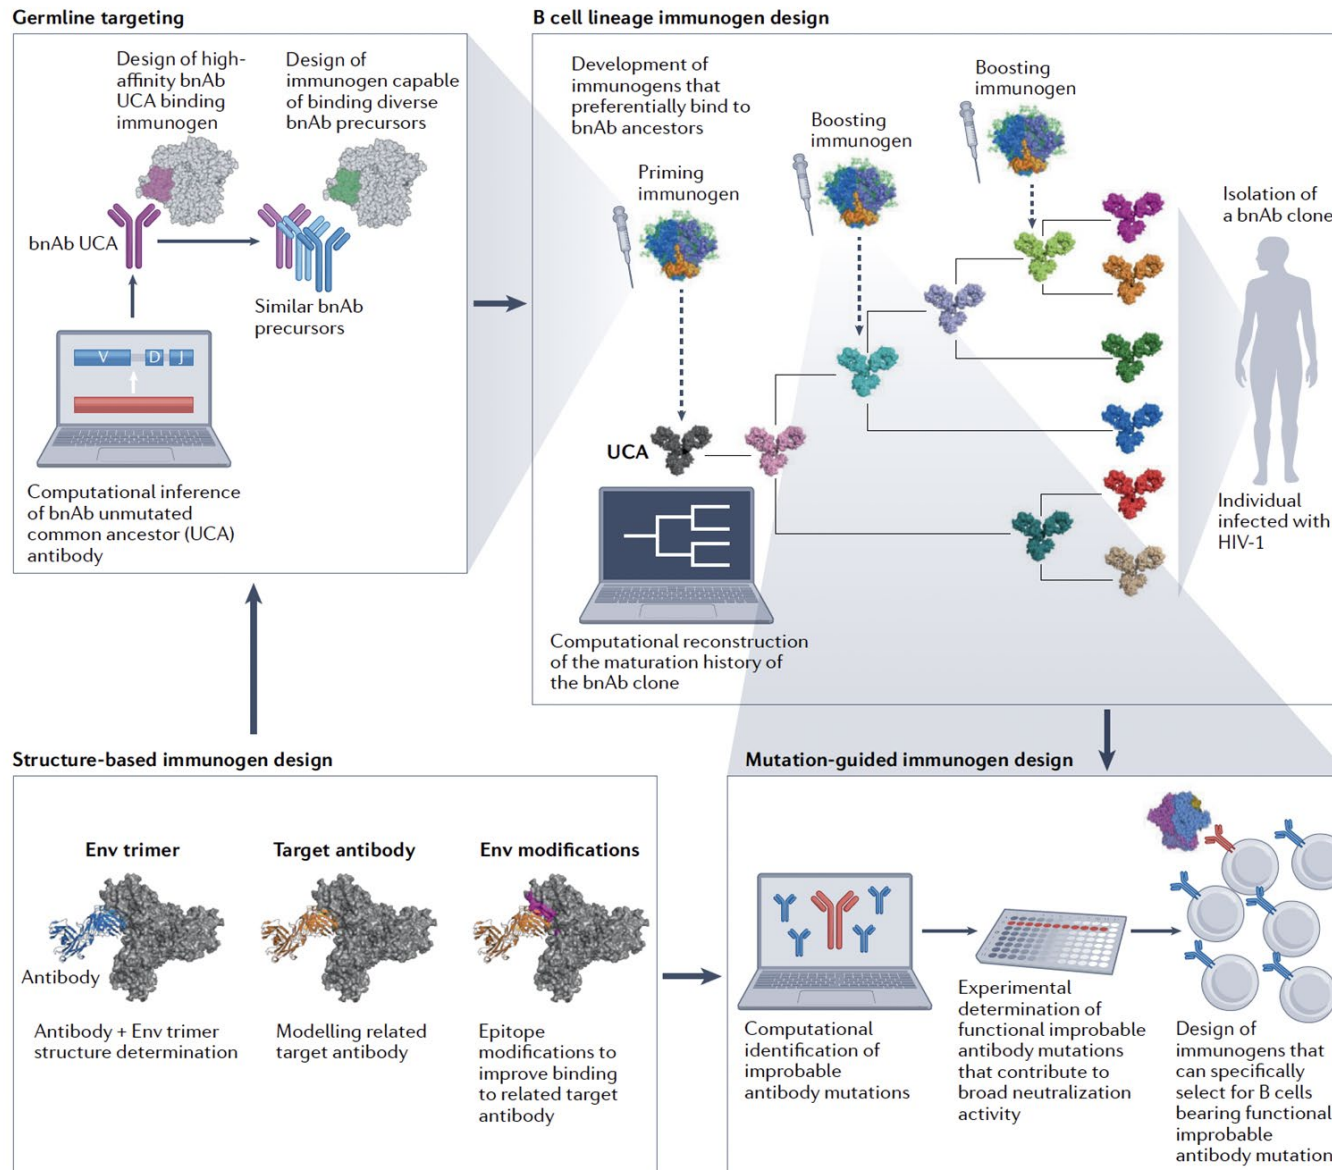 Germline targeting
Design of high-
affinity bnAb
UCA binding
immunogen
Design of
immunogen capable
of binding diverse
bnAb precursors
bnAb UCA
Similar bnAb
precursors
V
D
J
Computational inference
of bnAb unmutated
common ancestor (UCA)
antibody
B cell lineage immunogen design
Development of
immunogens that
preferentially bind to
bnAb ancestors
Priming
immunogen
Boosting
immunogen
Boosting
immunogen
Isolation of
a bnAb clone
UCA
Individual
infected with
HIV-1
Computational reconstruction
of the maturation history of
the bnAb clone
Structure-based immunogen design
Env trimer
Target antibody
Env modifications
Antibody
Antibody + Env trimer
structure determination
Modelling related
target antibody
Epitope
modifications to
improve binding
to related target
antibody
Mutation-guided immunogen design
Computational
identification of
improbable
antibody mutations
Experimental
determination of
functional improbable
antibody mutations
that contribute to
broad neutralization
activity
Design of
immunogens that
can specifically
select for B cells
bearing functional
improbable
antibody mutation